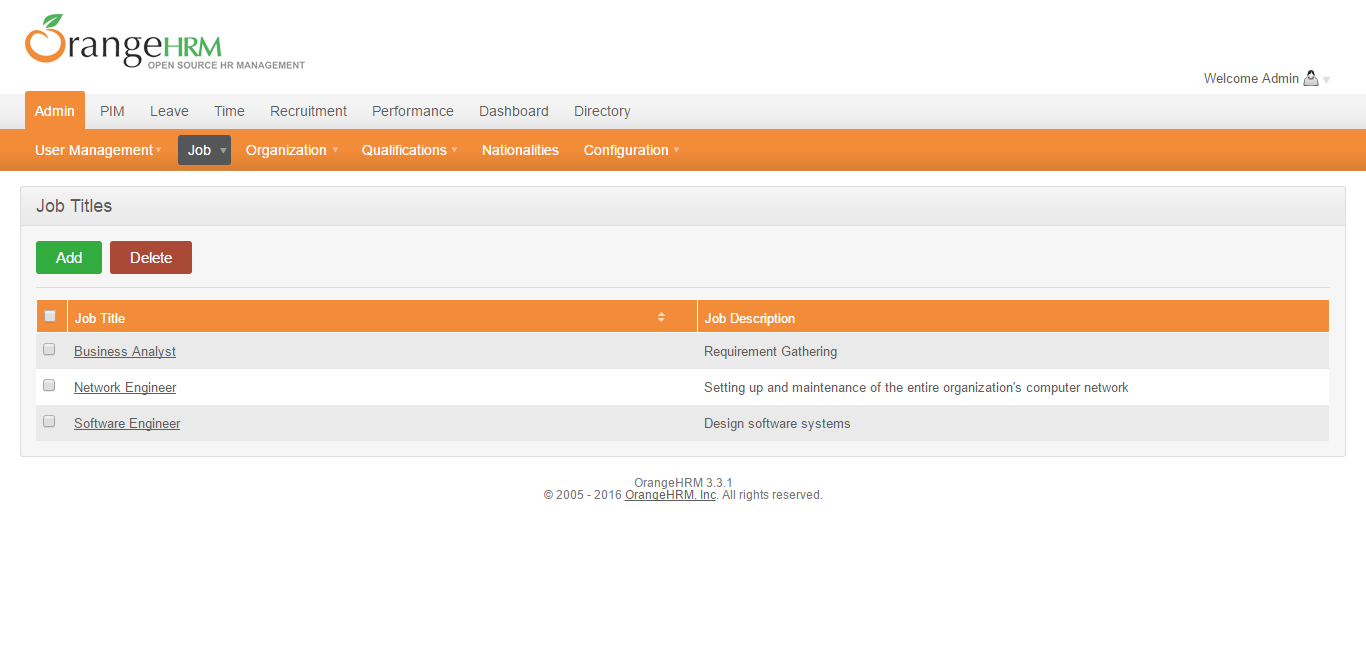 OrangeHRM
OPEN SOURCE HR MANAGEMENT
Welcome Admin
Admin PIM Leave Time Recruitment Performance Dashboard Directory
User Management Job Organization Qualifications Nationalities Configuration
Job Titles
Add Delete
Job Title Job Description
Business Analyst Requirement Gathering
Network Engineer Setting up and maintenance of the entire organization's computer network
Software Engineer Design software systems
OrangeHRM 3.3.1
© 2005 - 2016 OrangeHRM, Inc. All rights reserved.